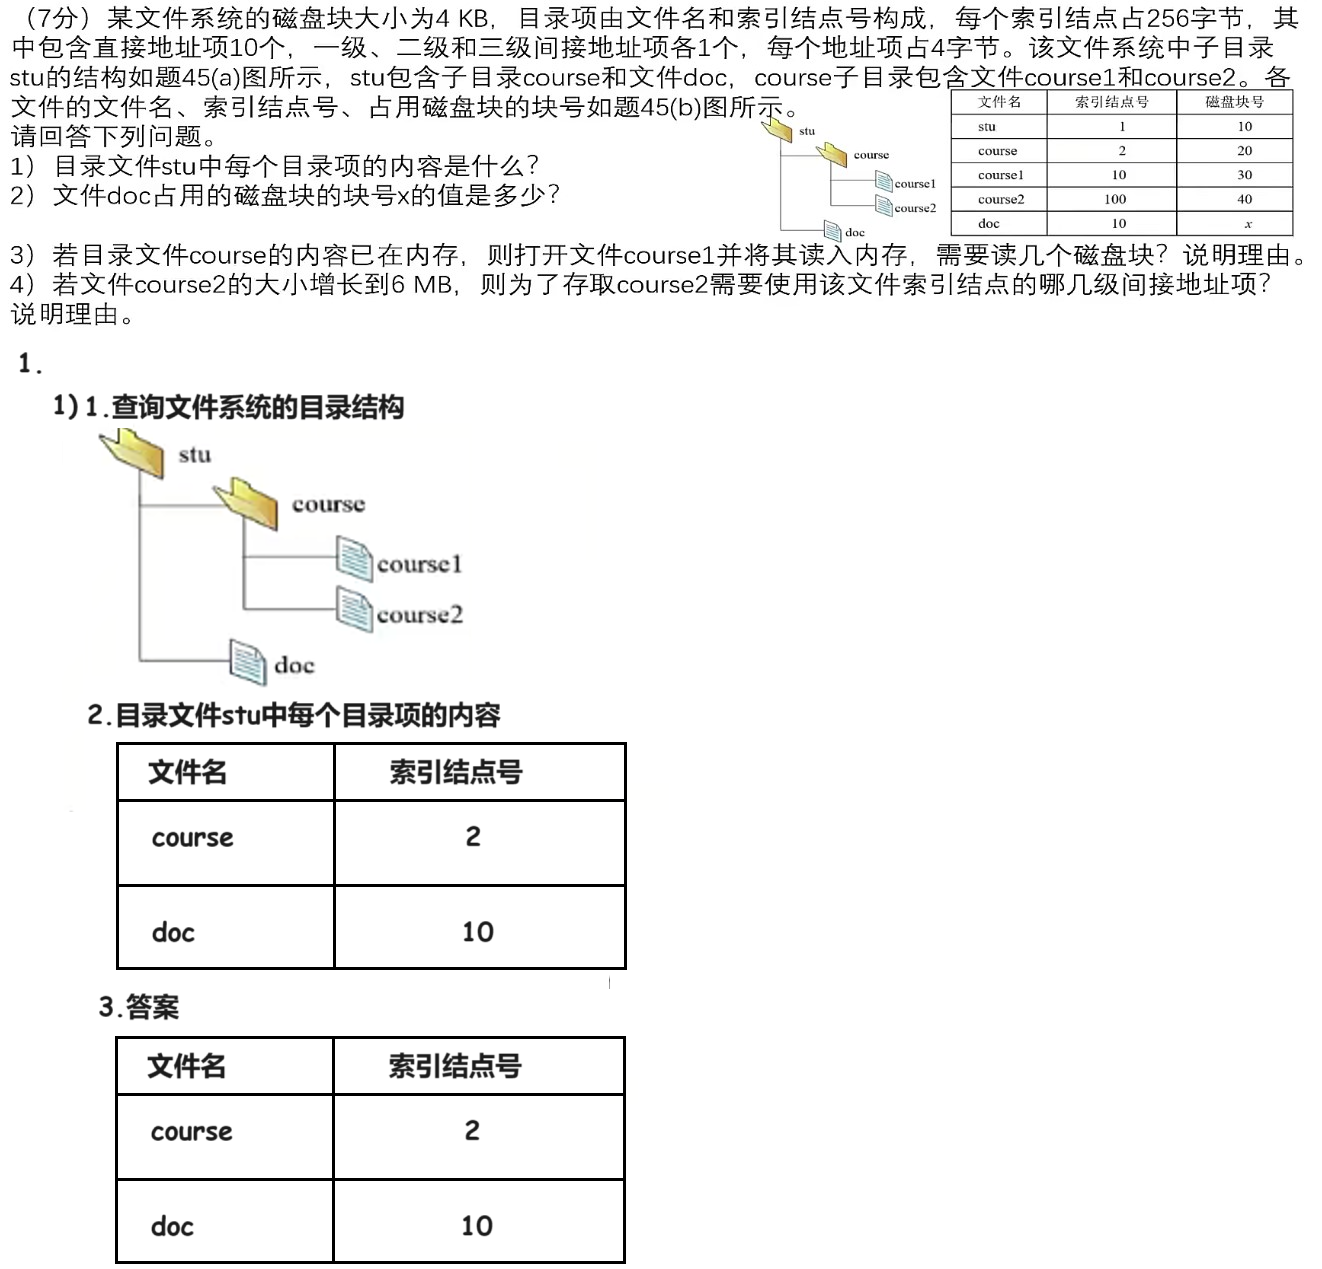 （7分）某文件系统的磁盘块大小为4 KB，目录项由文件名和索引结点号构成，每个索引结点占256字节，其
中包含直接地址项10个，一级、二级和三级间接地址项各1个，每个地址项占4字节。该文件系统中子目录
stu的结构如题45(a)图所示，stu包含子目录course和文件doc，course子目录包含文件course1和course2。各
文件的文件名、索引结点号、占用磁盘块的块号如题45(b)图所示。
请回答下列问题。
1）目录文件stu中每个目录项的内容是什么？
2）文件doc占用的磁盘块的块号x的值是多少？
stu
course
course1
course2
doc
文件名 索引结点号 磁盘块号
stu 1 10
course 2 20
course1 10 30
course2 100 40
doc 10 x
3）若目录文件course的内容已在内存，则打开文件course1并将其读入内存，需要读几个磁盘块？说明理由。
4）若文件course2的大小增长到6 MB，则为了存取course2需要使用该文件索引结点的哪几级间接地址项？
说明理由。
1.
1) 1.查询文件系统的目录结构
stu
course
course1
course2
doc
2.目录文件stu中每个目录项的内容
文件名 索引结点号
course 2
doc 10
3.答案
文件名 索引结点号
course 2
doc 10